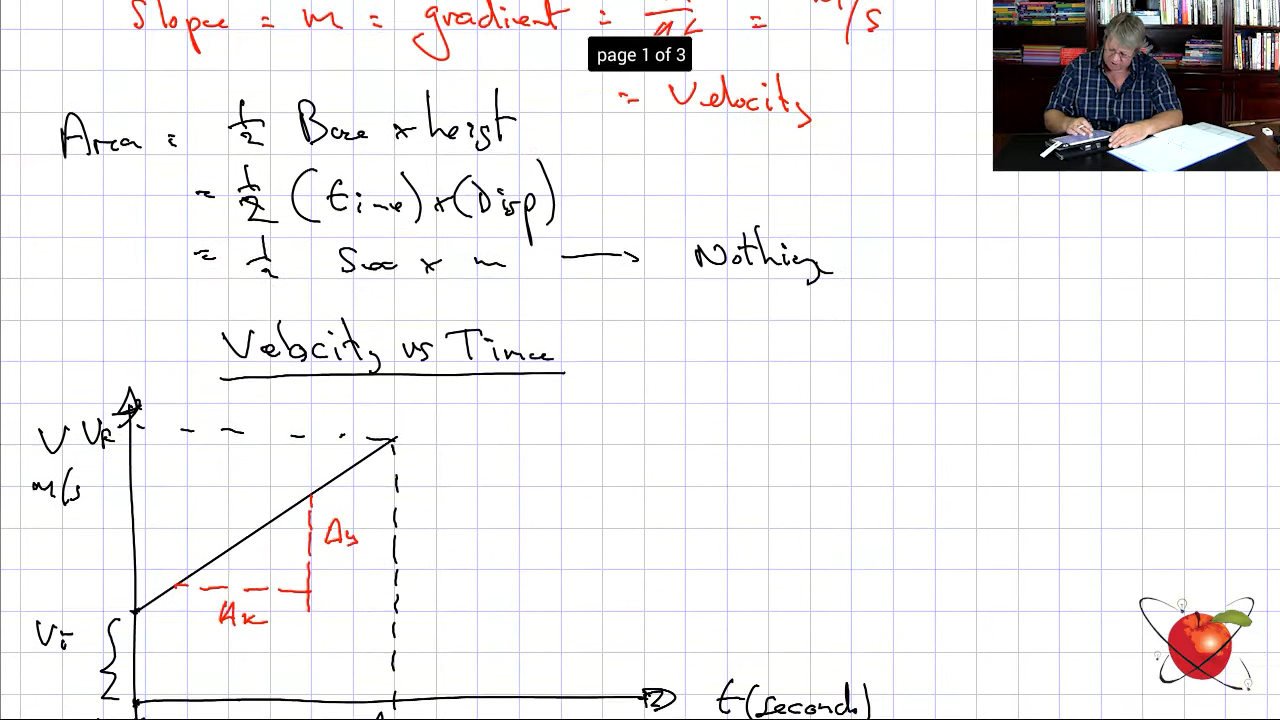 Slope = m = gradient = = m/s
page 1 of 3
= Velocity
Area = 1/2 Base x height
= 1/2 (time) x (Disp)
= 1/2 Sec x m → Nothing
Velocity vs Time
V Vf
m/s
Δy
Δx
Vi
t (seconds)